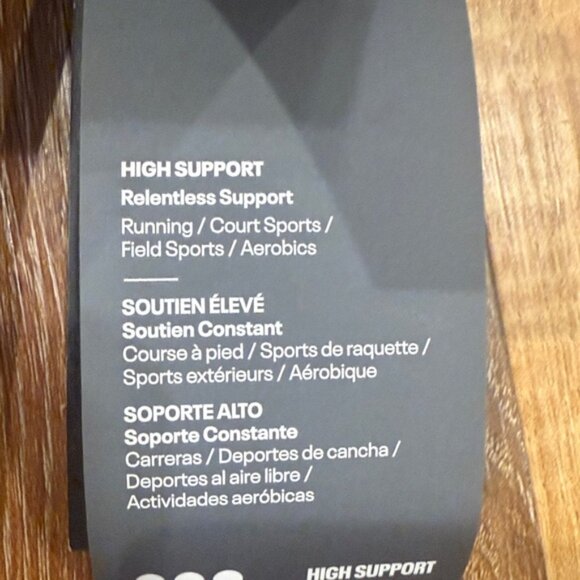 HIGH SUPPORT
Relentless Support
Running / Court Sports /
Field Sports / Aerobics
SOUTIEN ÉLEVÉ
Soutien Constant
Course à pied / Sports de raquette /
Sports extérieurs / Aérobique
SOPORTE ALTO
Soporte Constante
Carreras / Deportes de cancha /
Deportes al aire libre /
Actividades aeróbicas
HIGH SUPPORT